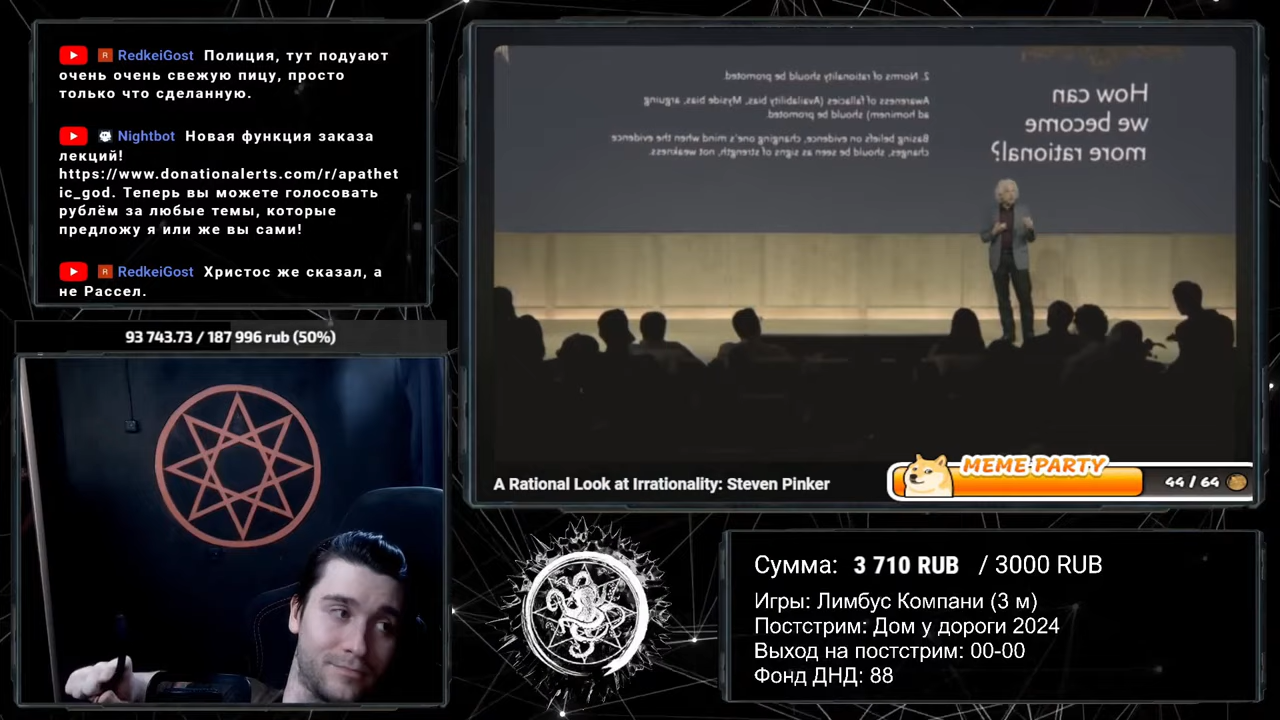 RedkeiGost Полиция, тут подуают
очень очень свежую пицу, просто
только что сделанную.
Nightbot Новая функция заказа
лекций!
https://www.donationalerts.com/r/apathet
ic_god. Теперь вы можете голосовать
рублём за любые темы, которые
предложу я или же вы сами!
RedkeiGost Христос же сказал, а
не Рассел.
93 743.73 / 187 996 rub (50%)
2. Norms of rationality should be promoted.
Awareness of fallacies (Availability bias, Myside bias, arguing
ad hominem) should be promoted.
Basing beliefs on evidence, changing one's mind when the evidence
changes, should be seen as signs of strength, not weakness.
How can
we become
more rational?
A Rational Look at Irrationality: Steven Pinker
MEME PARTY
44 / 64
Сумма: 3 710 RUB / 3000 RUB
Игры: Лимбус Компани (3 м)
Постстрим: Дом у дороги 2024
Выход на постстрим: 00-00
Фонд ДНД: 88